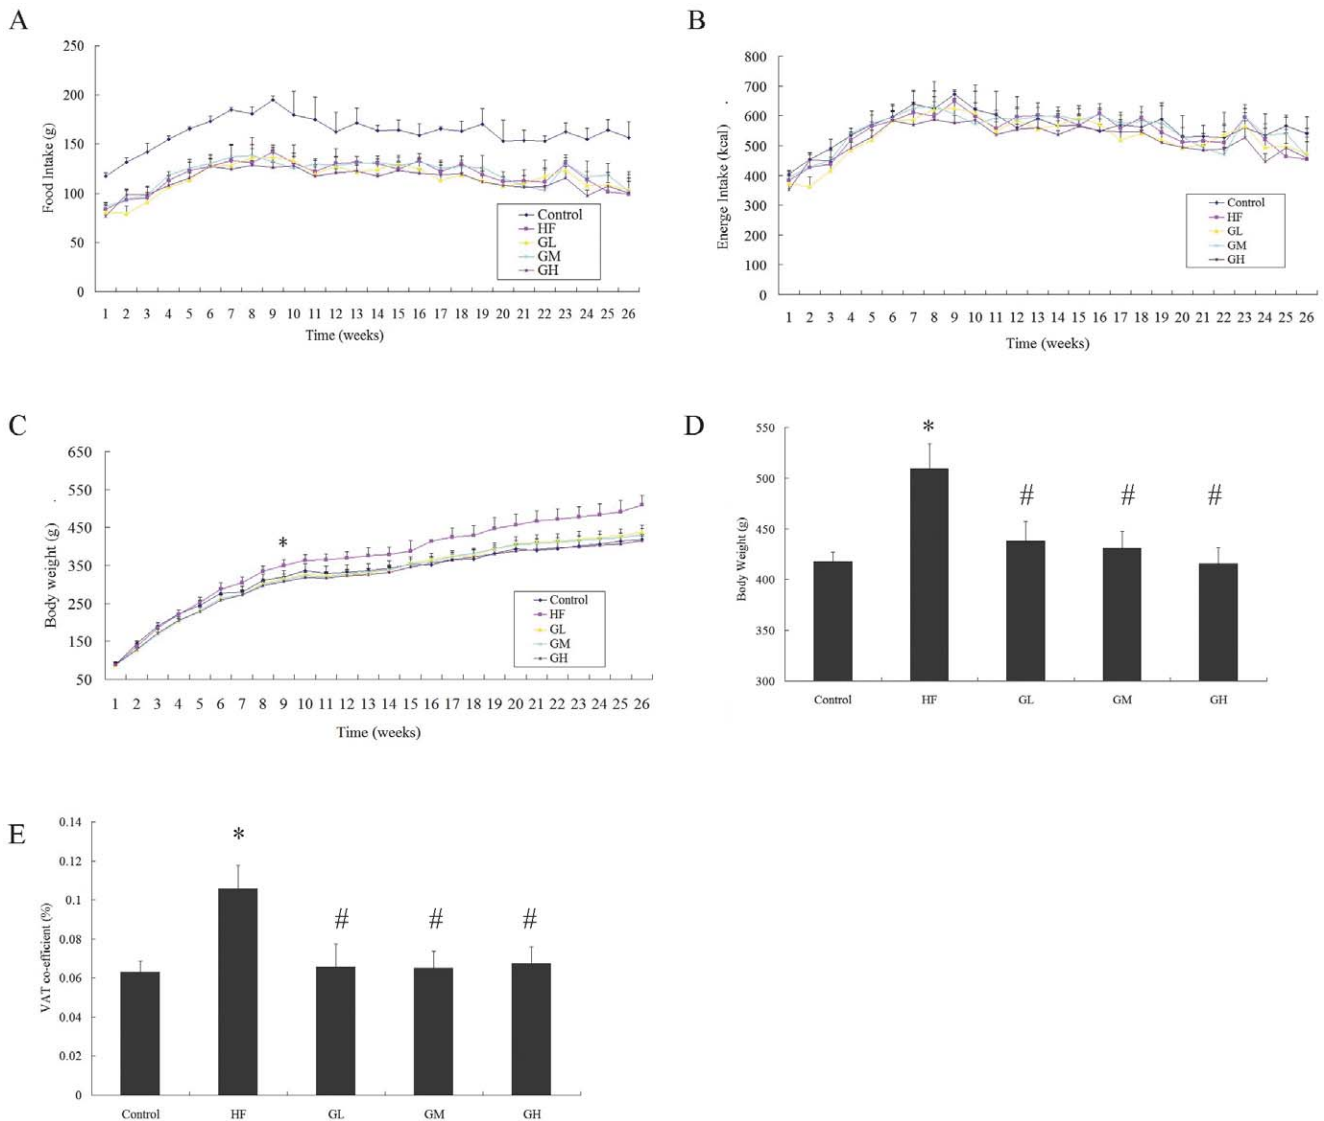 A
250
200
150
100
50
0
Food Intake (g)
Control
HF
GL
GM
GH
1 2 3 4 5 6 7 8 9 10 11 12 13 14 15 16 17 18 19 20 21 22 23 24 25 26
Time (weeks)
B
800
700
600
500
400
300
200
100
0
Energe Intake (kcal)
Control
HF
GL
GM
GH
1 2 3 4 5 6 7 8 9 10 11 12 13 14 15 16 17 18 19 20 21 22 23 24 25 26
Time (weeks)
C
650
550
450
350
250
150
50
Body weight (g)
*
Control
HF
GL
GM
GH
1 2 3 4 5 6 7 8 9 10 11 12 13 14 15 16 17 18 19 20 21 22 23 24 25 26
Time (weeks)
D
550
500
450
400
350
300
Body Weight (g)
*
# # #
Control HF GL GM GH
E
0.14
0.12
0.1
0.08
0.06
0.04
0.02
0
VAT co-efficient (%)
*
# # #
Control HF GL GM GH